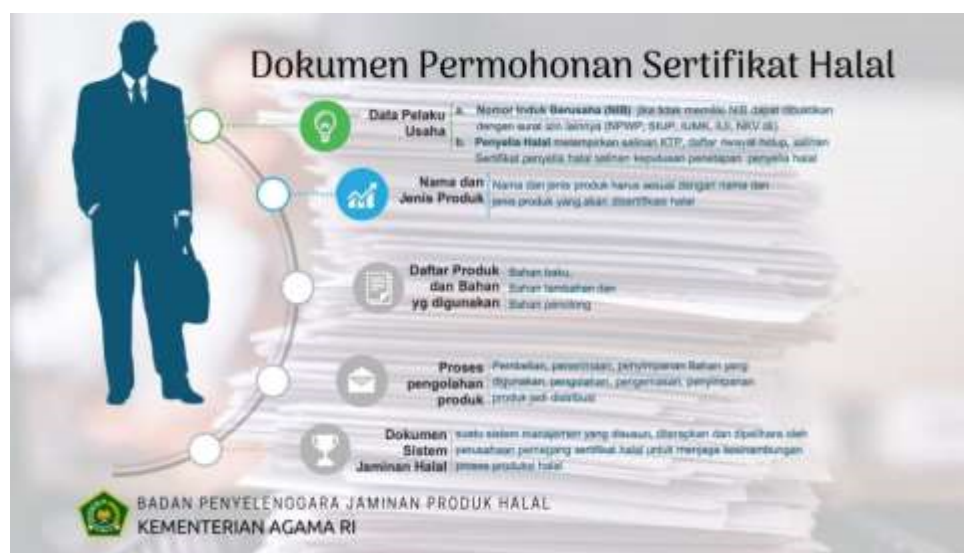 Dokumen Permohonan Sertifikat Halal
Data Pelaku Usaha
a. Nomor Induk Berusaha (NIB) jika tidak memiliki NIB dapat dibuktikan
dengan surat izin lainnya (NPWP, SIUP, IUMK, IUI, NKV dll)
b. Penyelia Halal melampirkan salinan KTP, daftar riwayat hidup, salinan
Sertifikat penyelia halal salinan keputusan penetapan penyelia halal
Nama dan
Jenis Produk
Nama dan jenis produk harus sesuai dengan nama dan
jenis produk yang akan disertifikasi halal
Daftar Produk
dan Bahan
yg digunakan
Bahan baku,
Bahan tambahan dan
Bahan penolong
Proses
pengolahan
produk
Pembelian, penerimaan, penyimpanan Bahan yang
digunakan, pengolahan, pengemasan, penyimpanan
produk jadi distribusi
Dokumen
Sistem
Jaminan Halal
suatu sistem manajemen yang disusun, diterapkan dan dipelihara oleh
perusahaan pemegang sertifikat halal untuk menjaga kesinambungan
proses produksi halal
BADAN PENYELENGGARA JAMINAN PRODUK HALAL
KEMENTERIAN AGAMA RI